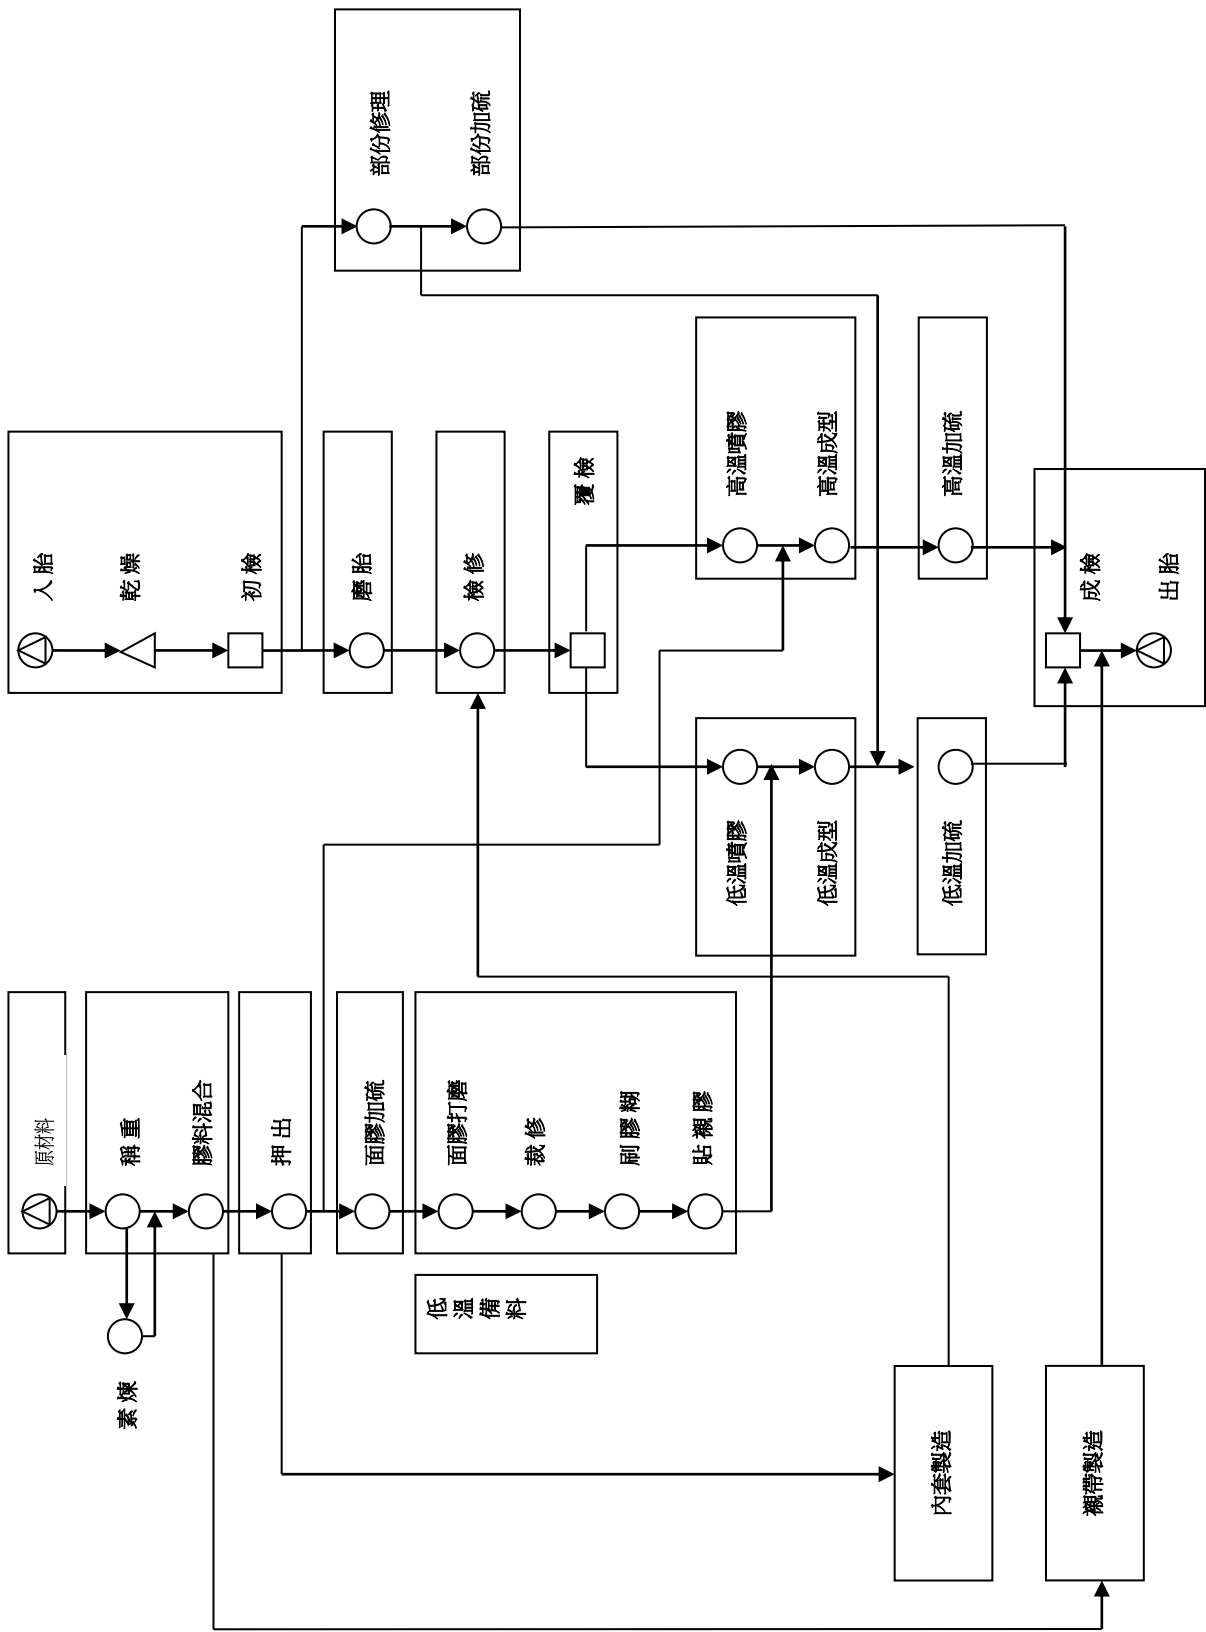 部份修理
部份加硫
入胎
乾燥
初檢
磨胎
檢修
覆檢
高溫噴膠
高溫成型
高溫加硫
成檢
出胎
低溫噴膠
低溫成型
低溫加硫
原材料
稱重
膠料混合
押出
面膠加硫
面膠打磨
裁修
刷膠糊
貼襯膠
低溫備料
素煉
內套製造
襯帶製造